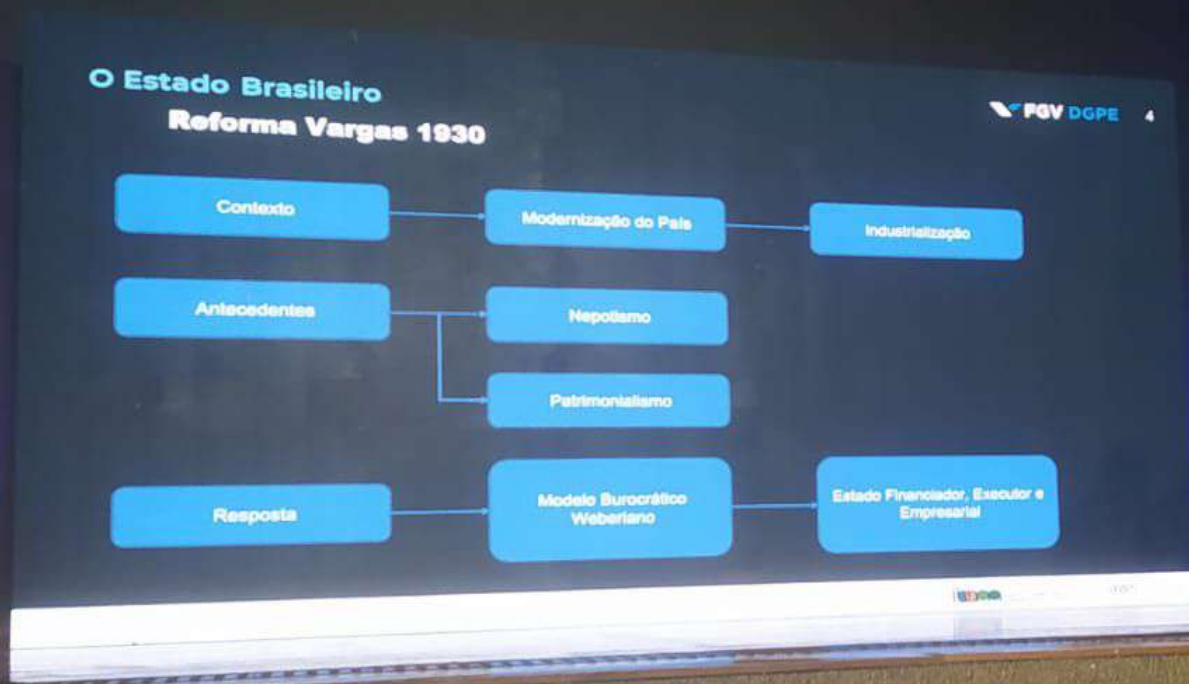 O Estado Brasileiro
FGV DGPE 4
Reforma Vargas 1930
Contexto
Modernização do País
Industrialização
Antecedentes
Nepotismo
Patrimonialismo
Resposta
Modelo Burocrático
Weberiano
Estado Financiador, Executor e
Empresarial